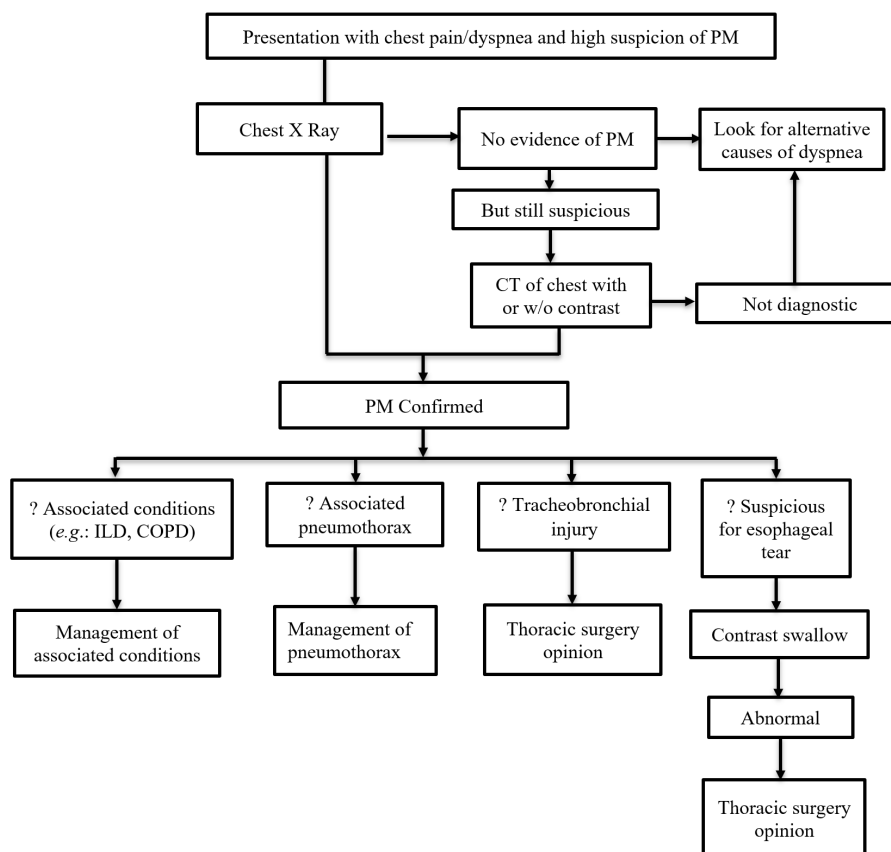 Presentation with chest pain/dyspnea and high suspicion of PM
Chest X Ray
No evidence of PM
Look for alternative
causes of dyspnea
But still suspicious
CT of chest with
or w/o contrast
Not diagnostic
PM Confirmed
? Associated conditions
(e.g.: ILD, COPD)
? Associated
pneumothorax
? Tracheobronchial
injury
? Suspicious
for esophageal
tear
Management of
associated conditions
Management of
pneumothorax
Thoracic surgery
opinion
Contrast swallow
Abnormal
Thoracic surgery
opinion